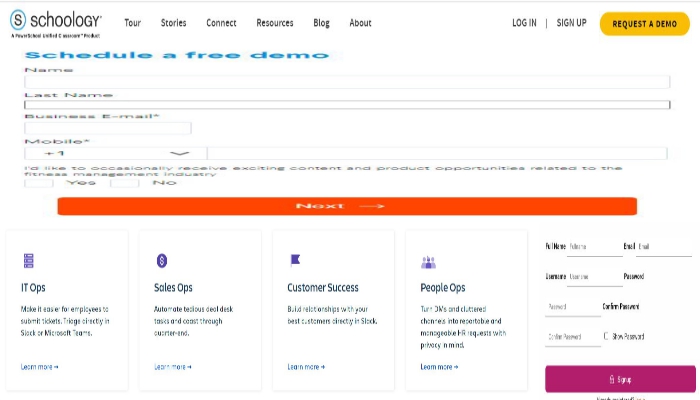 schoology
A PowerSchool Unified Classroom™ Product
Tour Stories Connect Resources Blog About
LOG IN | SIGN UP REQUEST A DEMO
Schedule a free demo
Name
Last Name
Business E-mail*
Mobile*
+1
I'd like to occasionally receive exciting content and product opportunities related to the
fitness management industry
Yes No
Next →
IT Ops
Make it easier for employees to
submit tickets. Triage directly in
Slack or Microsoft Teams.
Learn more →
Sales Ops
Automate tedious deal desk
tasks and coast through
quarter-end.
Learn more →
Customer Success
Build relationships with your
best customers directly in Slack.
Learn more →
People Ops
Turn DMs and cluttered
channels into reportable and
manageable HR requests with
privacy in mind.
Learn more →
Full Name Fullname Email Email
Username Username Password
Password Confirm Password
Confirm Password Show Password
Signup